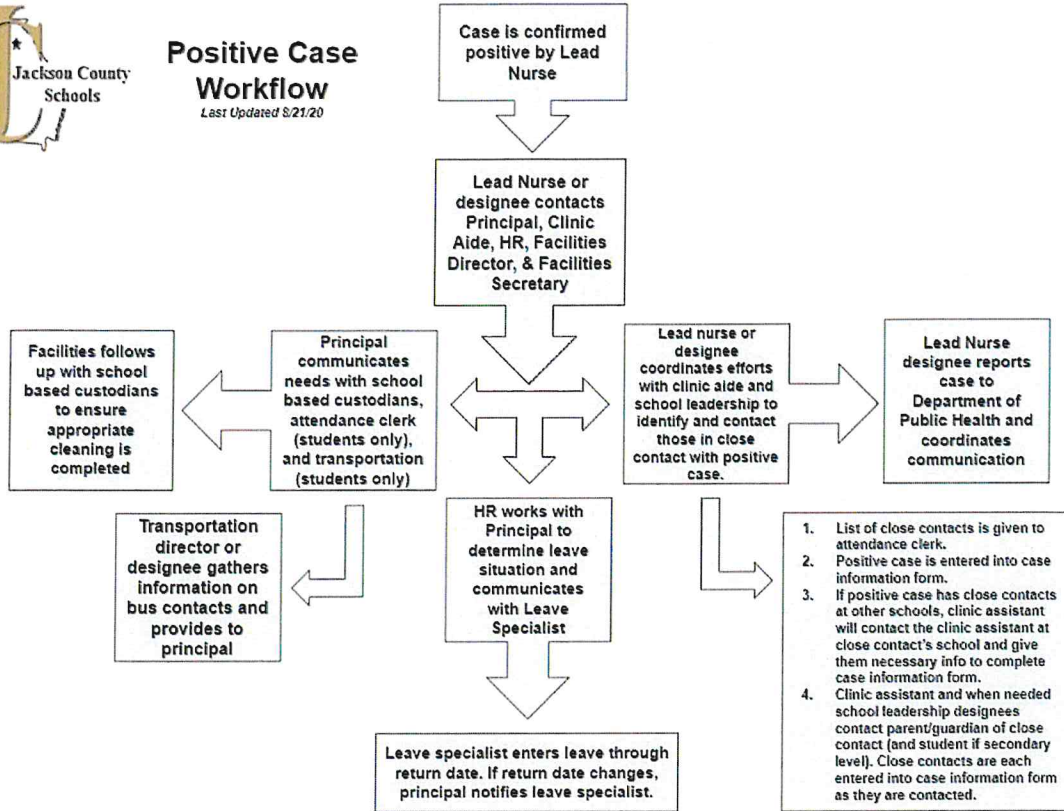 Jackson County
Schools
Positive Case
Workflow
Last Updated 8/21/20
Case is confirmed
positive by Lead
Nurse
Lead Nurse or
designee contacts
Principal, Clinic
Aide, HR, Facilities
Director, & Facilities
Secretary
Facilities follows
up with school
based custodians
to ensure
appropriate
cleaning is
completed
Principal
communicates
needs with school
based custodians,
attendance clerk
(students only),
and transportation
(students only)
Lead nurse or
designee
coordinates efforts
with clinic aide and
school leadership to
identify and contact
those in close
contact with positive
case.
Lead Nurse
designee reports
case to
Department of
Public Health and
coordinates
communication
Transportation
director or
designee gathers
information on
bus contacts and
provides to
principal
HR works with
Principal to
determine leave
situation and
communicates
with Leave
Specialist
1. List of close contacts is given to
attendance clerk.
2. Positive case is entered into case
information form.
3. If positive case has close contacts
at other schools, clinic assistant
will contact the clinic assistant at
close contact's school and give
them necessary info to complete
case information form.
4. Clinic assistant and when needed
school leadership designees
contact parent/guardian of close
contact (and student if secondary
level). Close contacts are each
entered into case information form
as they are contacted.
Leave specialist enters leave through
return date. If return date changes,
principal notifies leave specialist.